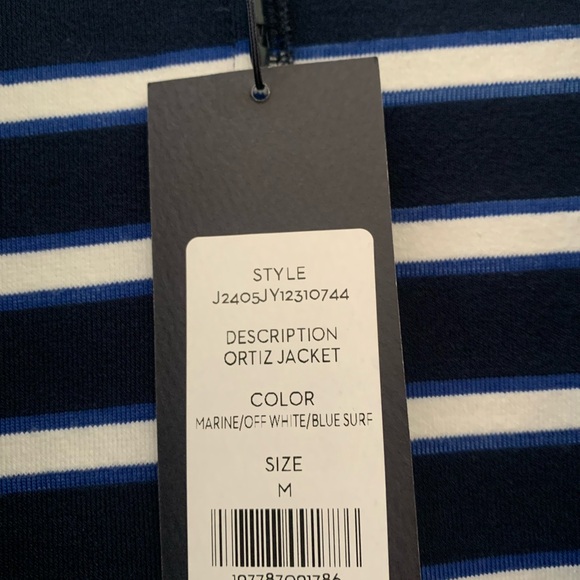 STYLE
J2405JY12310744
DESCRIPTION
ORTIZ JACKET
COLOR
MARINE/OFF WHITE/BLUE SURF
SIZE
M